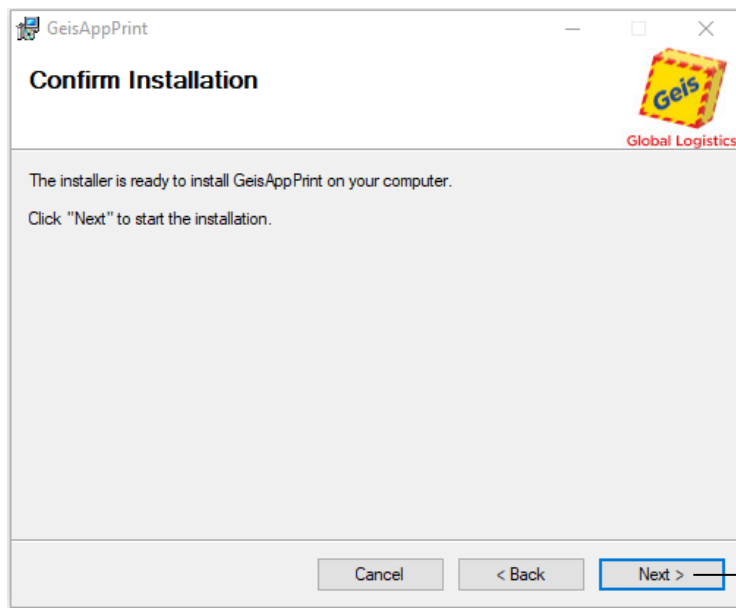 GeisAppPrint
Confirm Installation
Geis
Global Logistics
The installer is ready to install GeisAppPrint on your computer.
Click "Next" to start the installation.
Cancel
< Back
Next >